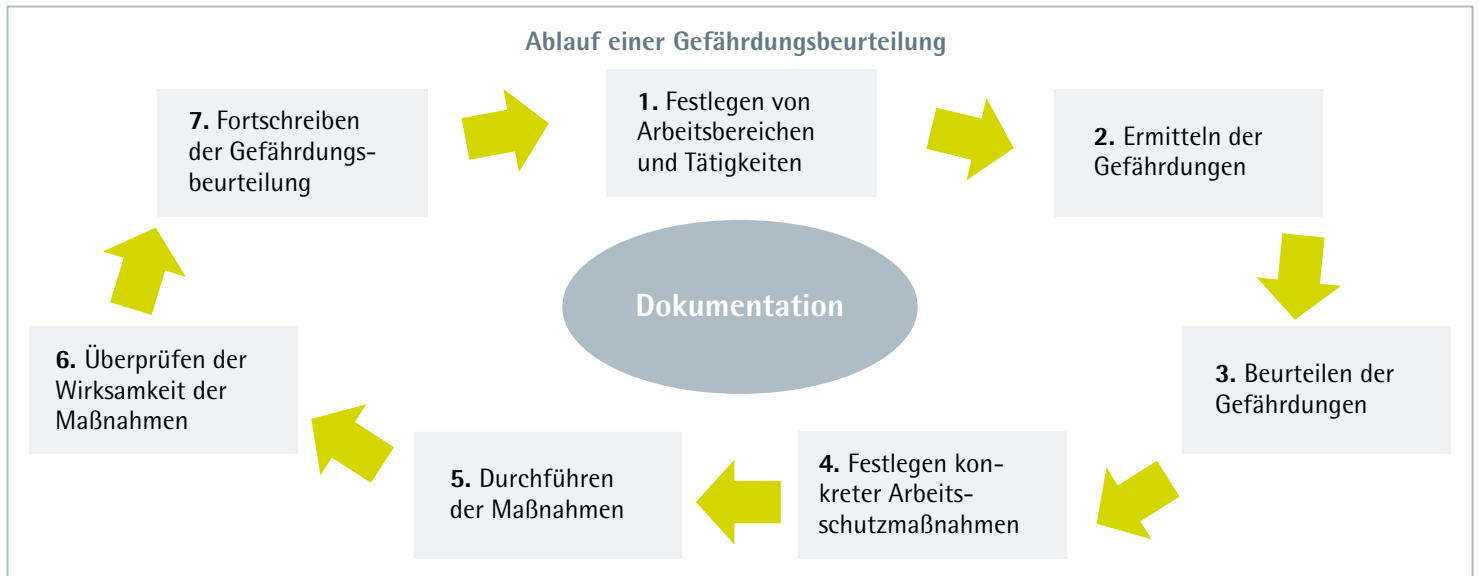 Ablauf einer Gefährdungsbeurteilung
1. Festlegen von
Arbeitsbereichen
und Tätigkeiten
2. Ermitteln der
Gefährdungen
3. Beurteilen der
Gefährdungen
4. Festlegen kon-
kreter Arbeits-
schutzmaßnahmen
5. Durchführen
der Maßnahmen
6. Überprüfen der
Wirksamkeit der
Maßnahmen
7. Fortschreiben
der Gefährdungs-
beurteilung
Dokumentation